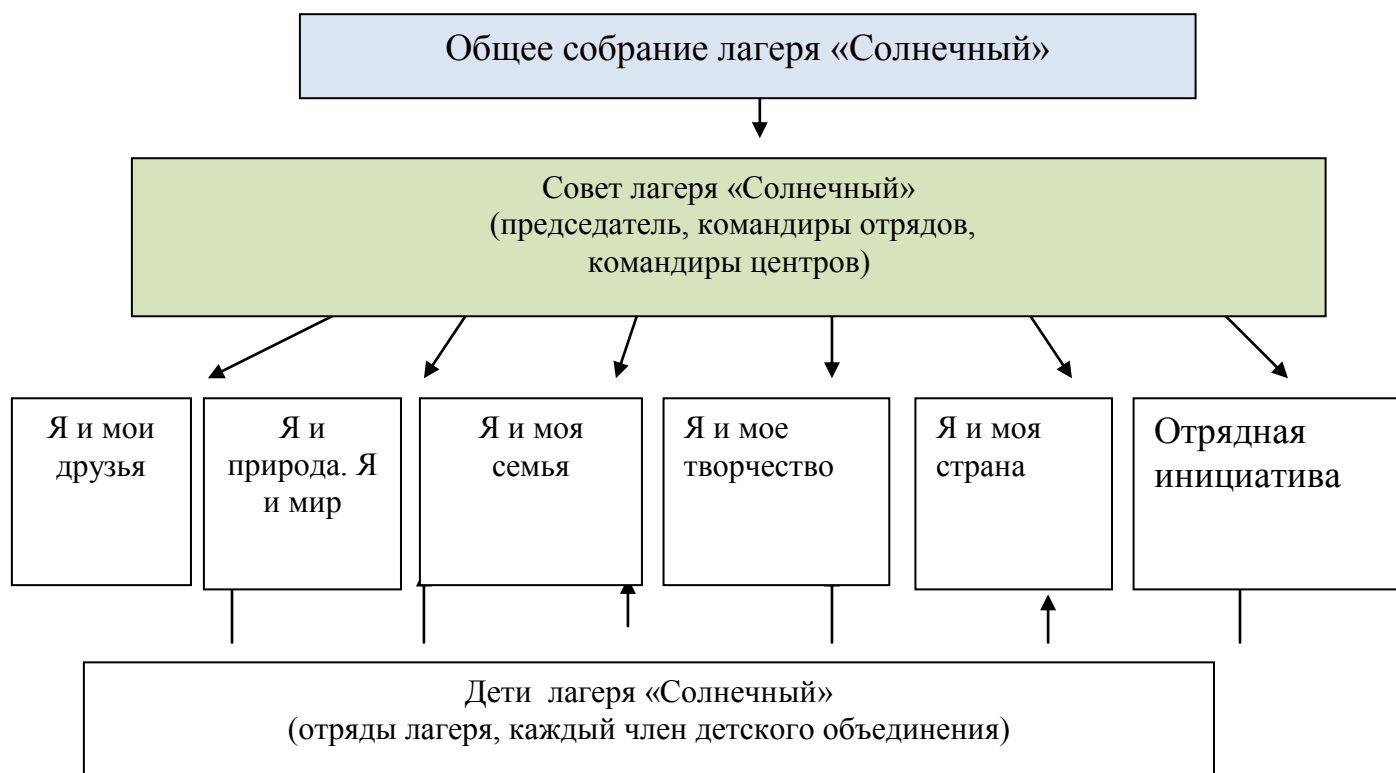 Общее собрание лагеря «Солнечный»
Совет лагеря «Солнечный»
(председатель, командиры отрядов,
командиры центров)
Я и мои
друзья
Я и
природа. Я
и мир
Я и моя
семья
Я и мое
творчество
Я и моя
страна
Отрядная
инициатива
Дети  лагеря «Солнечный»
(отряды лагеря, каждый член детского объединения)